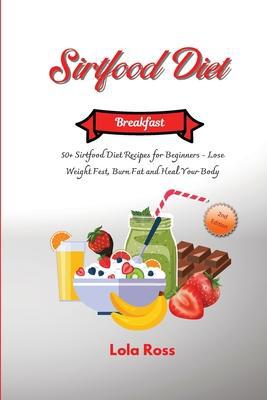 Sirtfood Diet
Breakfast
50+ Sirtfood Diet Recipes for Beginners - Lose
Weight Fest, Burn Fat and Heal Your Body
2nd
Edition
Lola Ross